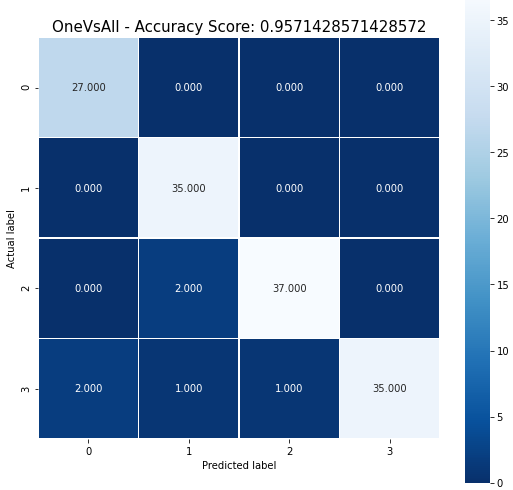 OneVsAll - Accuracy Score: 0.9571428571428572
0 27.000 0.000 0.000 0.000
1 0.000 35.000 0.000 0.000
2 0.000 2.000 37.000 0.000
3 2.000 1.000 1.000 35.000
0 1 2 3
Actual label
Predicted label
35
30
25
20
15
10
5
0